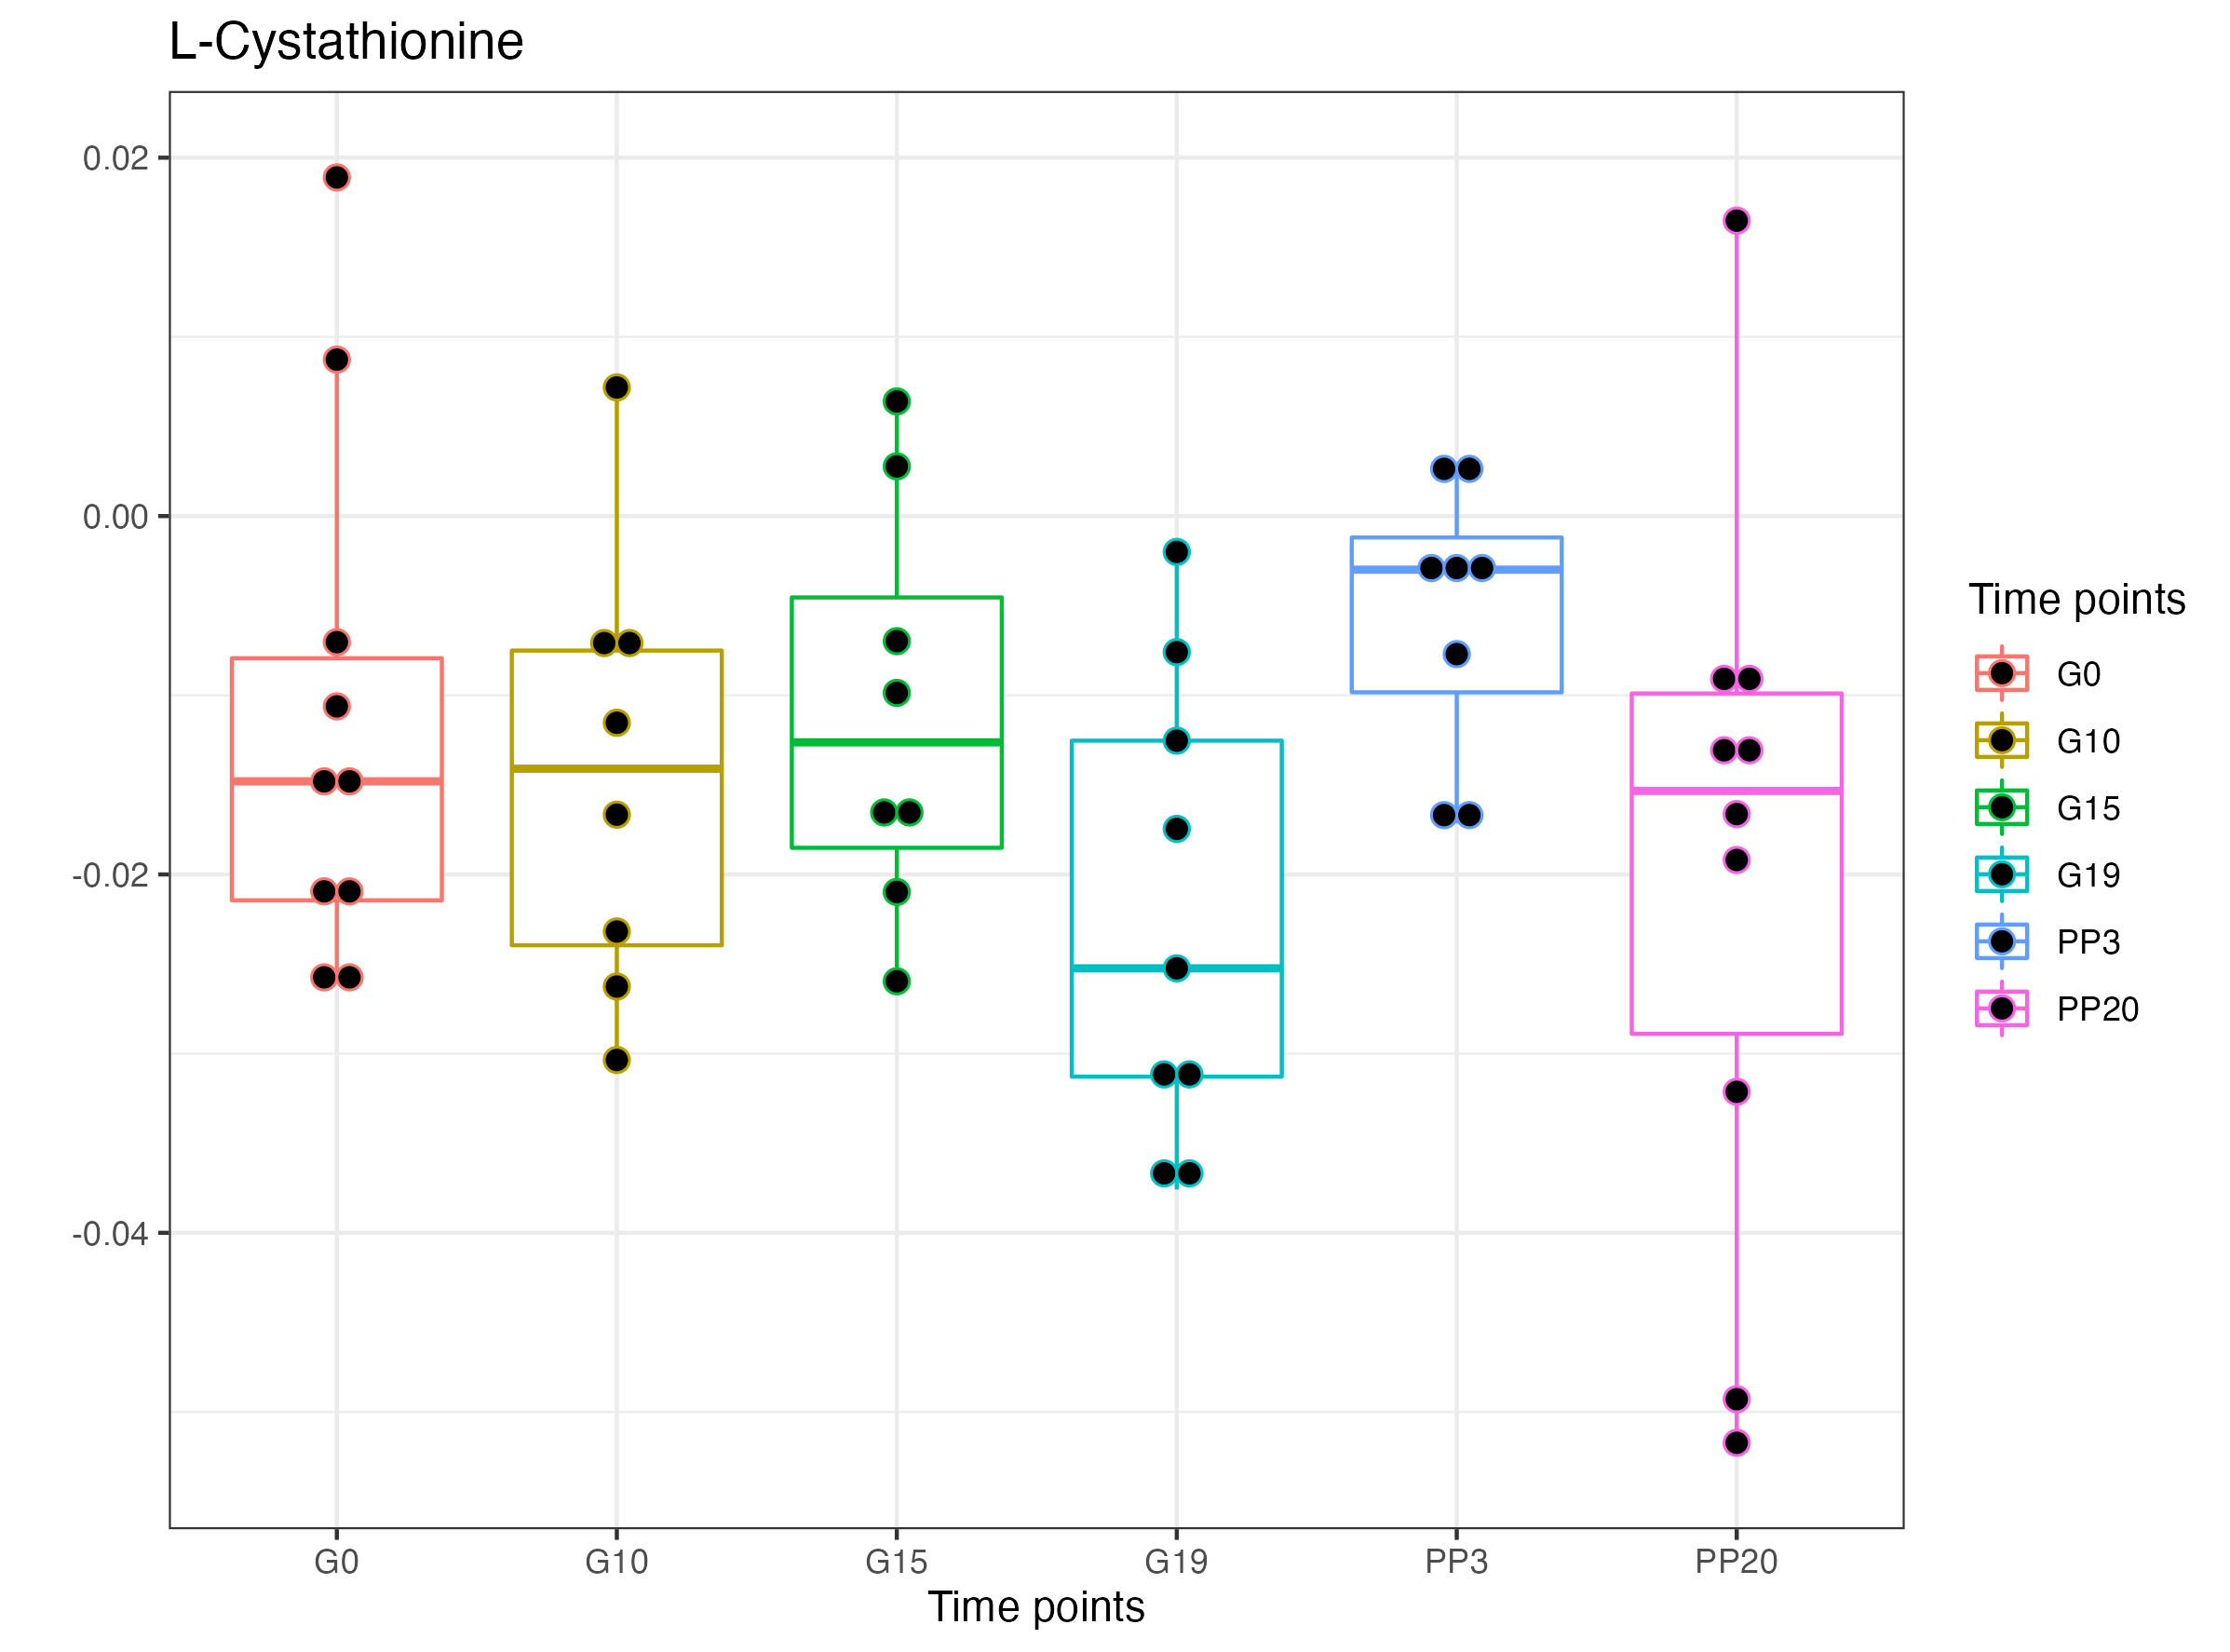 L-Cystathionine
0.02
0.00
-0.02
-0.04
G0 G10 G15 G19 PP3 PP20
Time points
Time points
G0
G10
G15
G19
PP3
PP20